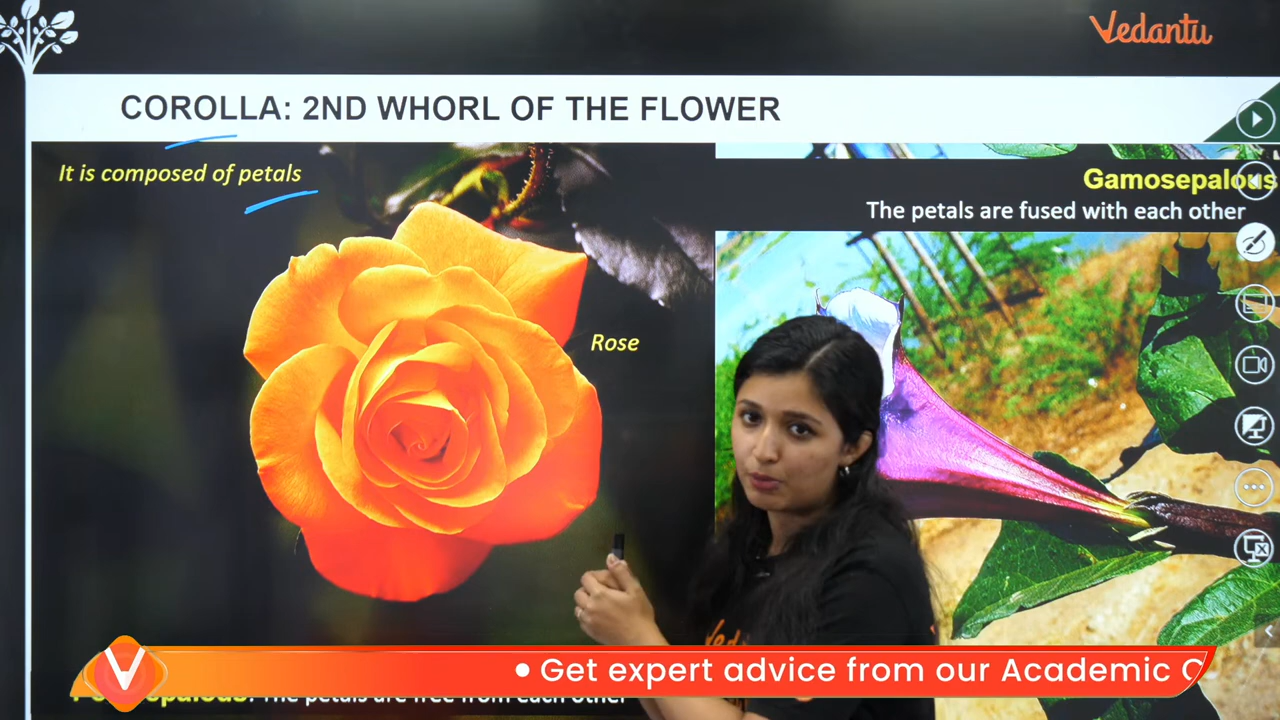 Vedantu
COROLLA: 2ND WHORL OF THE FLOWER
It is composed of petals
Gamosepalous
The petals are fused with each other
Rose
Get expert advice from our Academic
: The petals are free from each other